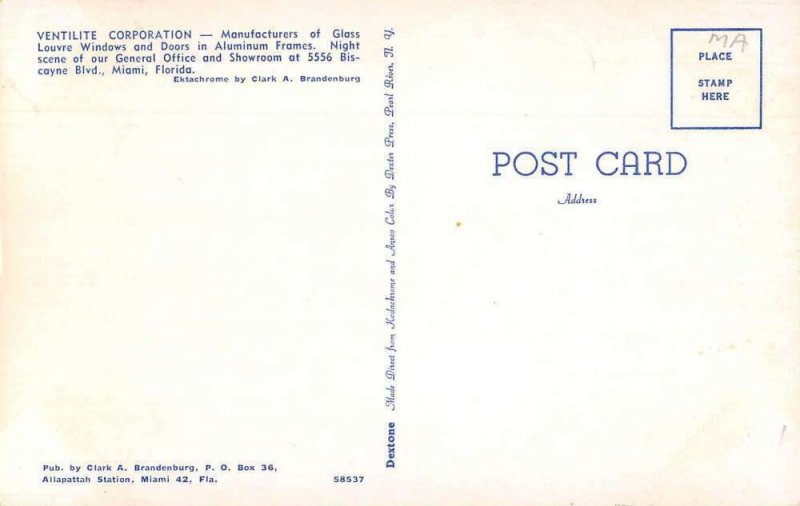 VENTILITE CORPORATION — Manufacturers of Glass
Louvre Windows and Doors in Aluminum Frames. Night
scene of our General Office and Showroom at 5556 Bis-
cayne Blvd., Miami, Florida.
Ektachrome by Clark A. Brandenburg
Pub. by Clark A. Brandenburg, P. O. Box 36,
Allapattah Station, Miami 42, Fla.
58537
Dextone Made Direct from Kodachrome and Ansco Color By Dexter Press, Pearl River, N. Y.
MA
PLACE
STAMP
HERE
POST CARD
Address